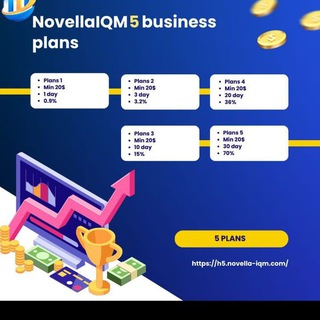 NovellaIQM 5 business
plans
Plans 1
Min 20$
1 day
0.9%
Plans 2
Min 20$
3 day
3.2%
Plans 4
Min 20$
20 day
36%
Plans 3
Min 20$
10 day
15%
Plans 5
Min 20$
30 day
70%
5 PLANS
https://h5.novella-iqm.com/